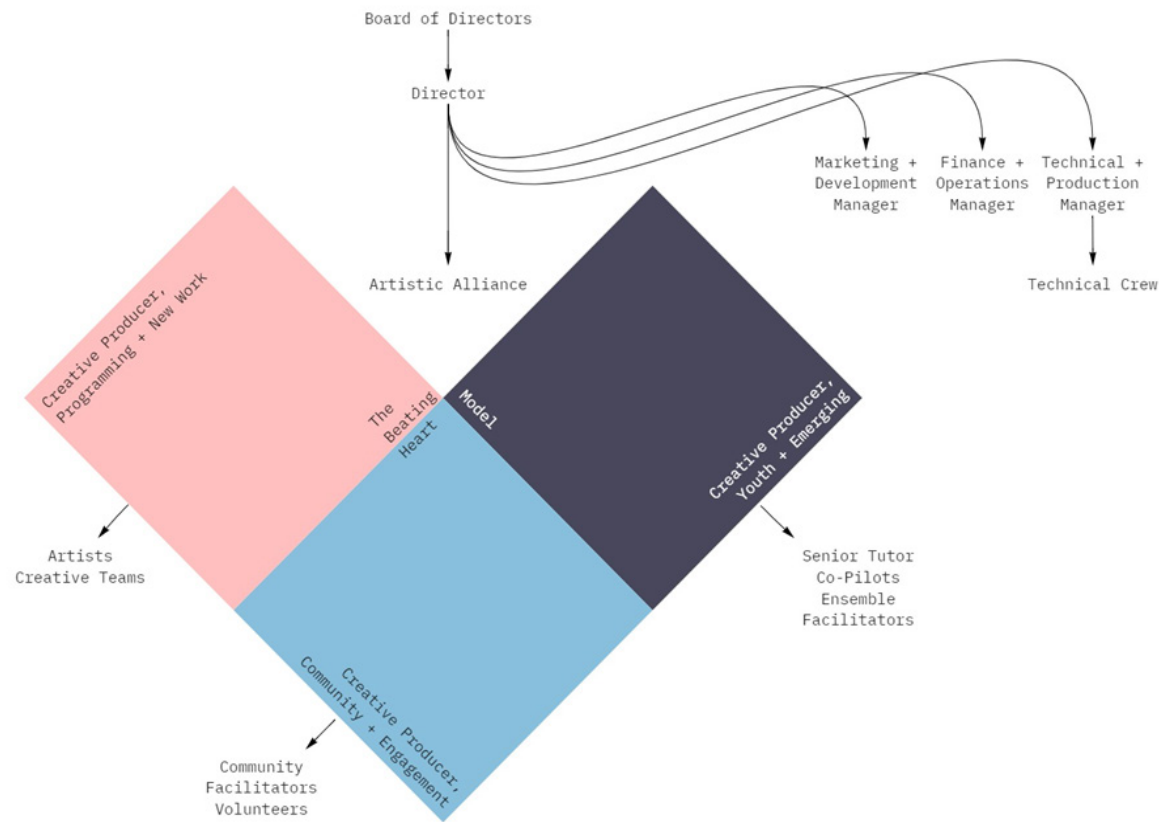 Board of Directors
Director
Marketing +
Development
Manager
Finance +
Operations
Manager
Technical +
Production
Manager
Artistic Alliance
Technical Crew
Creative Producer,
Programming + New Work
The
Beating
Heart
Model
Creative Producer,
Youth + Emerging
Artists
Creative Teams
Senior Tutor
Co-Pilots
Ensemble
Facilitators
Creative Producer,
Community + Engagement
Community
Facilitators
Volunteers